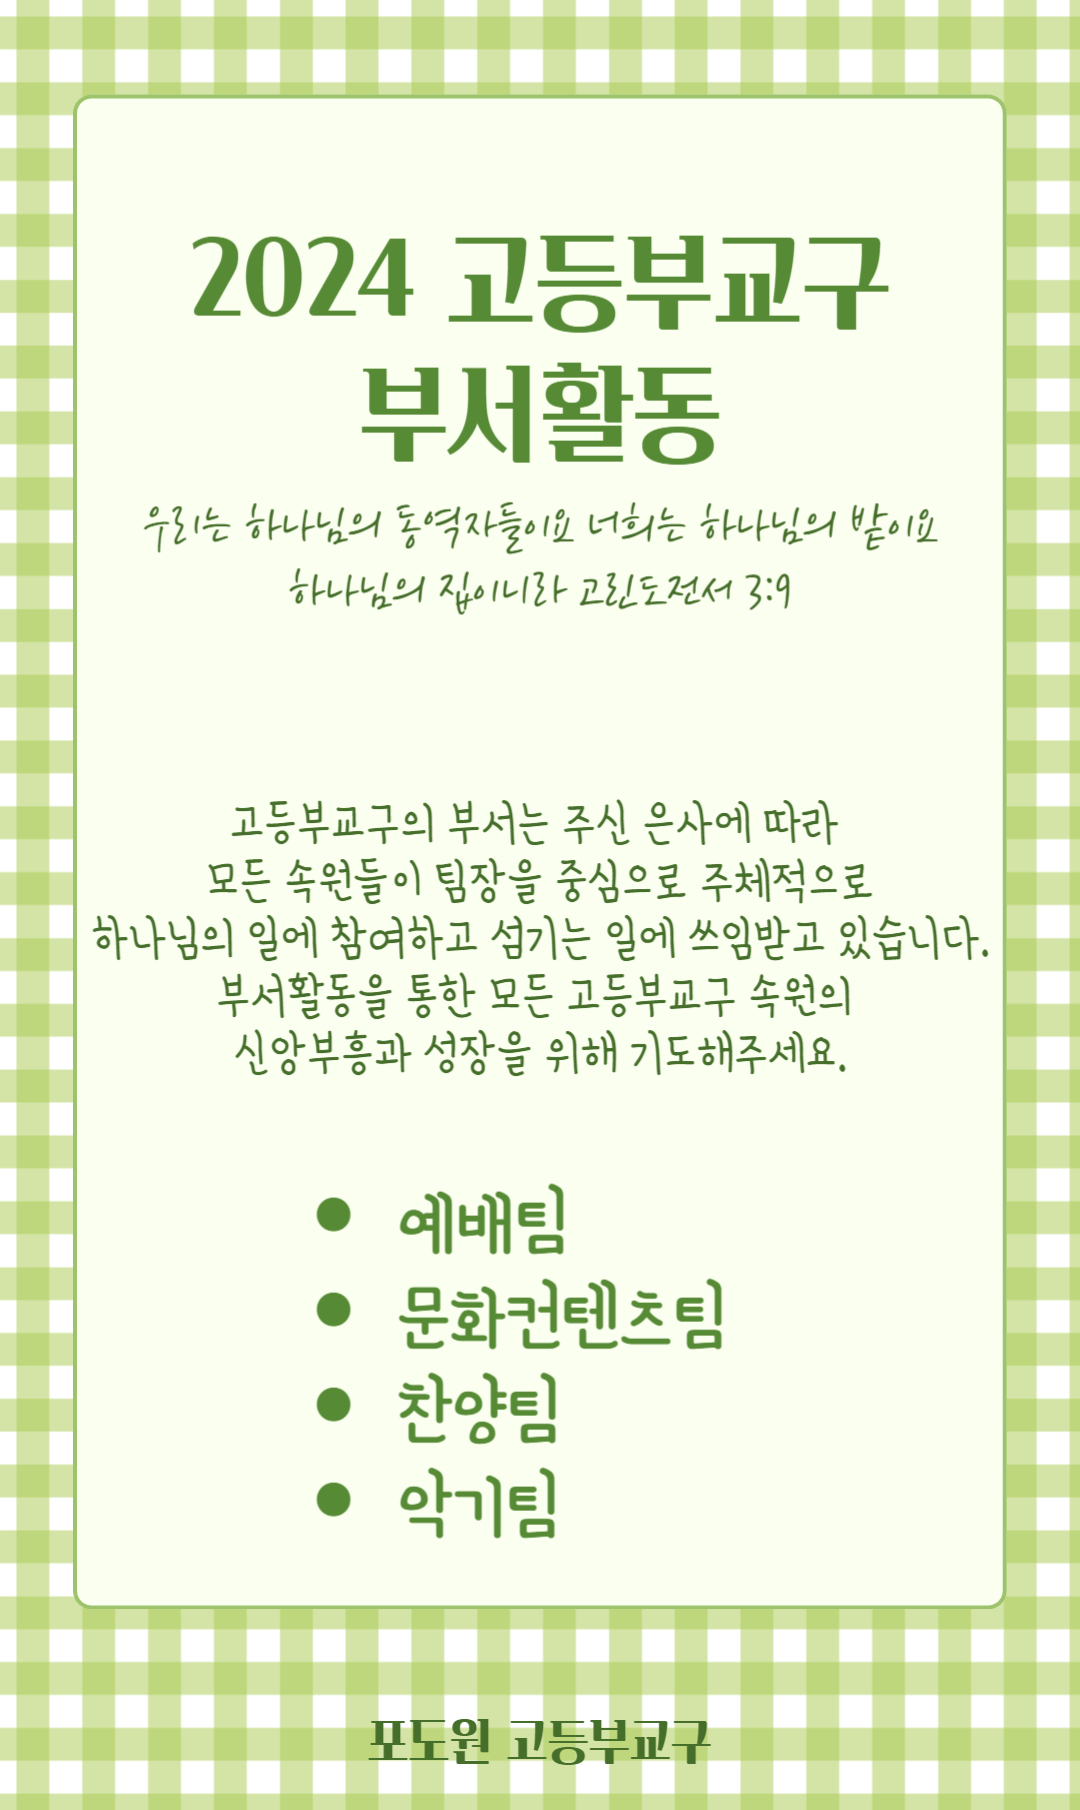 2024 고등부교구
부서활동
우리는 하나님의 동역자들이요 너희는 하나님의 밭이요
하나님의 집이니라 고린도전서 3:9
고등부교구의 부서는 주신 은사에 따라
모든 속원들이 팀장을 중심으로 주체적으로
하나님의 일에 참여하고 섬기는 일에 쓰임받고 있습니다.
부서활동을 통한 모든 고등부교구 속원의
신앙부흥과 성장을 위해 기도해주세요.
● 예배팀
● 문화컨텐츠팀
● 찬양팀
● 악기팀
포도원 고등부교구